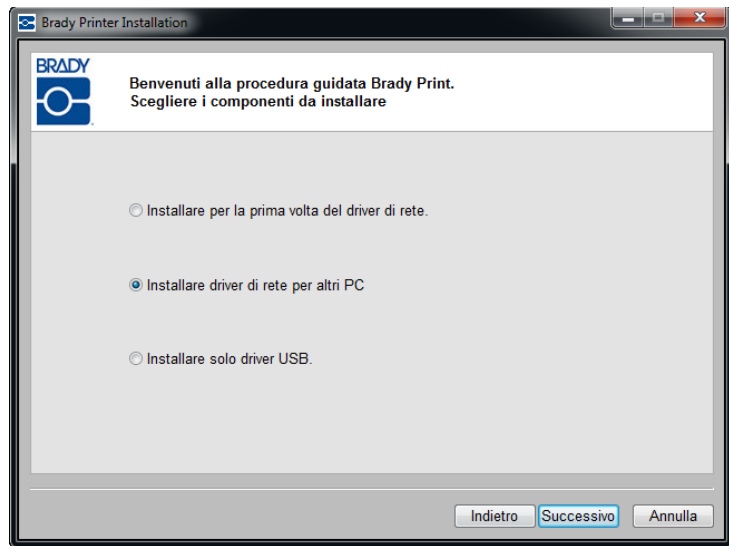 Brady Printer Installation
BRADY
Benvenuti alla procedura guidata Brady Print.
Scegliere i componenti da installare
Installare per la prima volta del driver di rete.
Installare driver di rete per altri PC
Installare solo driver USB.
Indietro Successivo Annulla